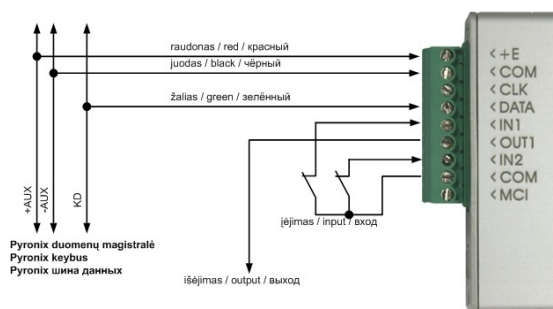 raudonas / red / красный
juodas / black / чёрный
žalias / green / зелённый
+AUX
-AUX
KD
Pyronix duomenų magistralė
Pyronix keybus
Pyronix шина данных
įėjimas / input / вход
išėjimas / output / выход
<+E
<COM
<CLK
<DATA
<IN1
<OUT1
<IN2
<COM
<MCI